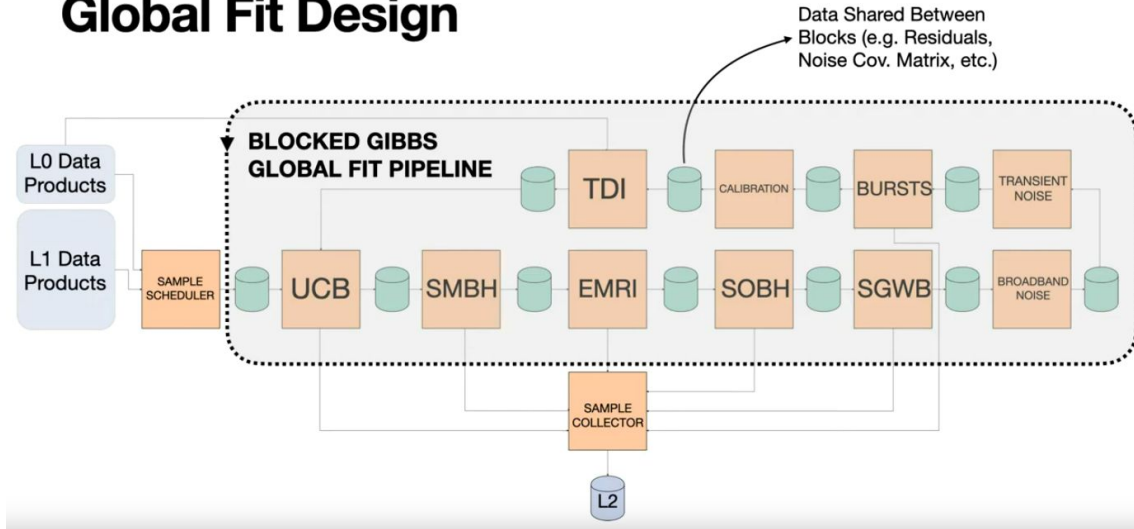 Global Fit Design
Data Shared Between
Blocks (e.g. Residuals,
Noise Cov. Matrix, etc.)
BLOCKED GIBBS
GLOBAL FIT PIPELINE
L0 Data
Products
TDI
CALIBRATION
BURSTS
TRANSIENT
NOISE
L1 Data
Products
SAMPLE
SCHEDULER
UCB
SMBH
EMRI
SOBH
SGWB
BROADBAND
NOISE
SAMPLE
COLLECTOR
L2